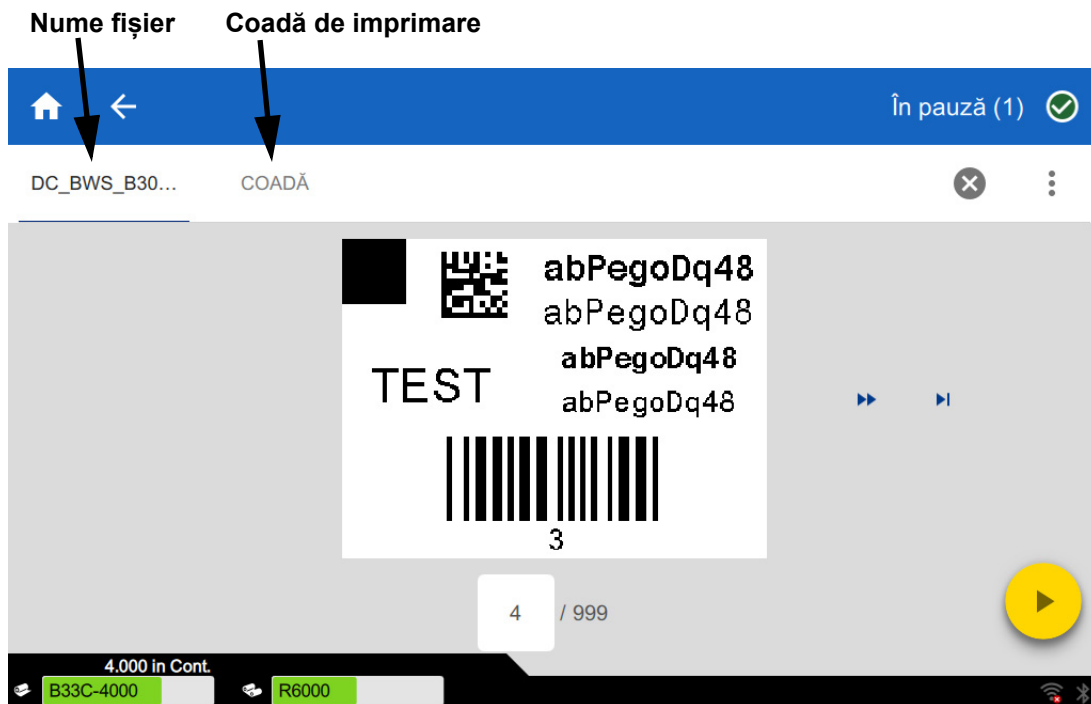 Nume fișier Coadă de imprimare
În pauză (1)
DC_BWS_B30... COADĂ
abPegoDq48
abPegoDq48
abPegoDq48
TEST
abPegoDq48
3
4 / 999
4.000 in Cont.
B33C-4000 R6000